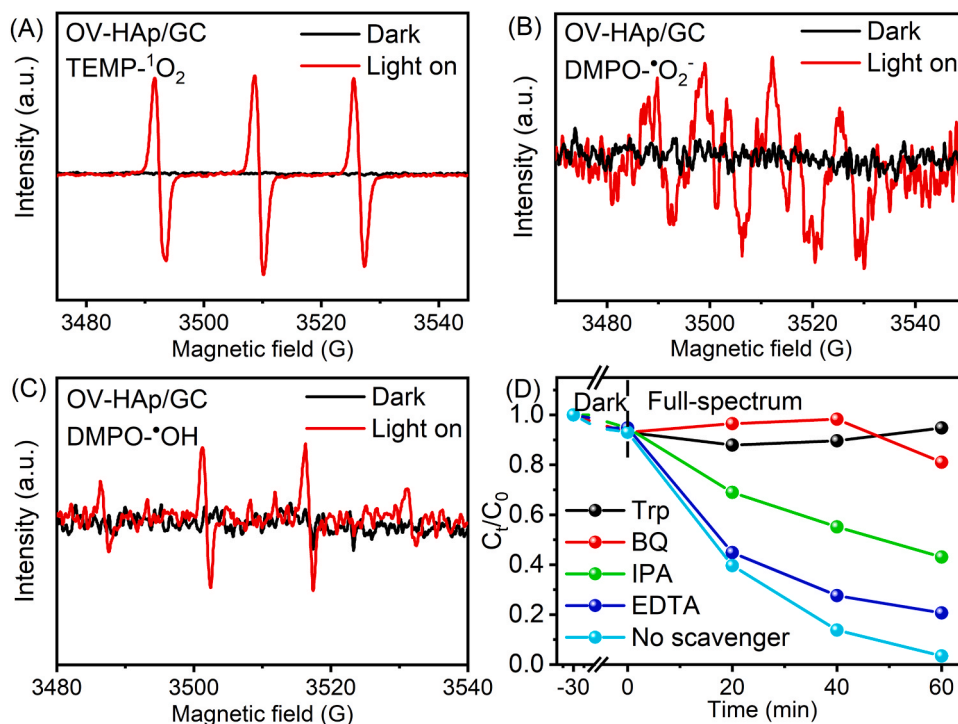 (A)
OV-HAp/GC
TEMP-¹O₂
Dark
Light on
Intensity (a.u.)
3480 3500 3520 3540
Magnetic field (G)
(B)
OV-HAp/GC
DMPO-•O₂⁻
Dark
Light on
Intensity (a.u.)
3480 3500 3520 3540
Magnetic field (G)
(C)
OV-HAp/GC
DMPO-•OH
Dark
Light on
Intensity (a.u.)
3480 3500 3520 3540
Magnetic field (G)
(D)
Dark
Full-spectrum
Cₜ/C₀
1.0
0.8
0.6
0.4
0.2
0.0
Trp
BQ
IPA
EDTA
No scavenger
-30 0 20 40 60
Time (min)